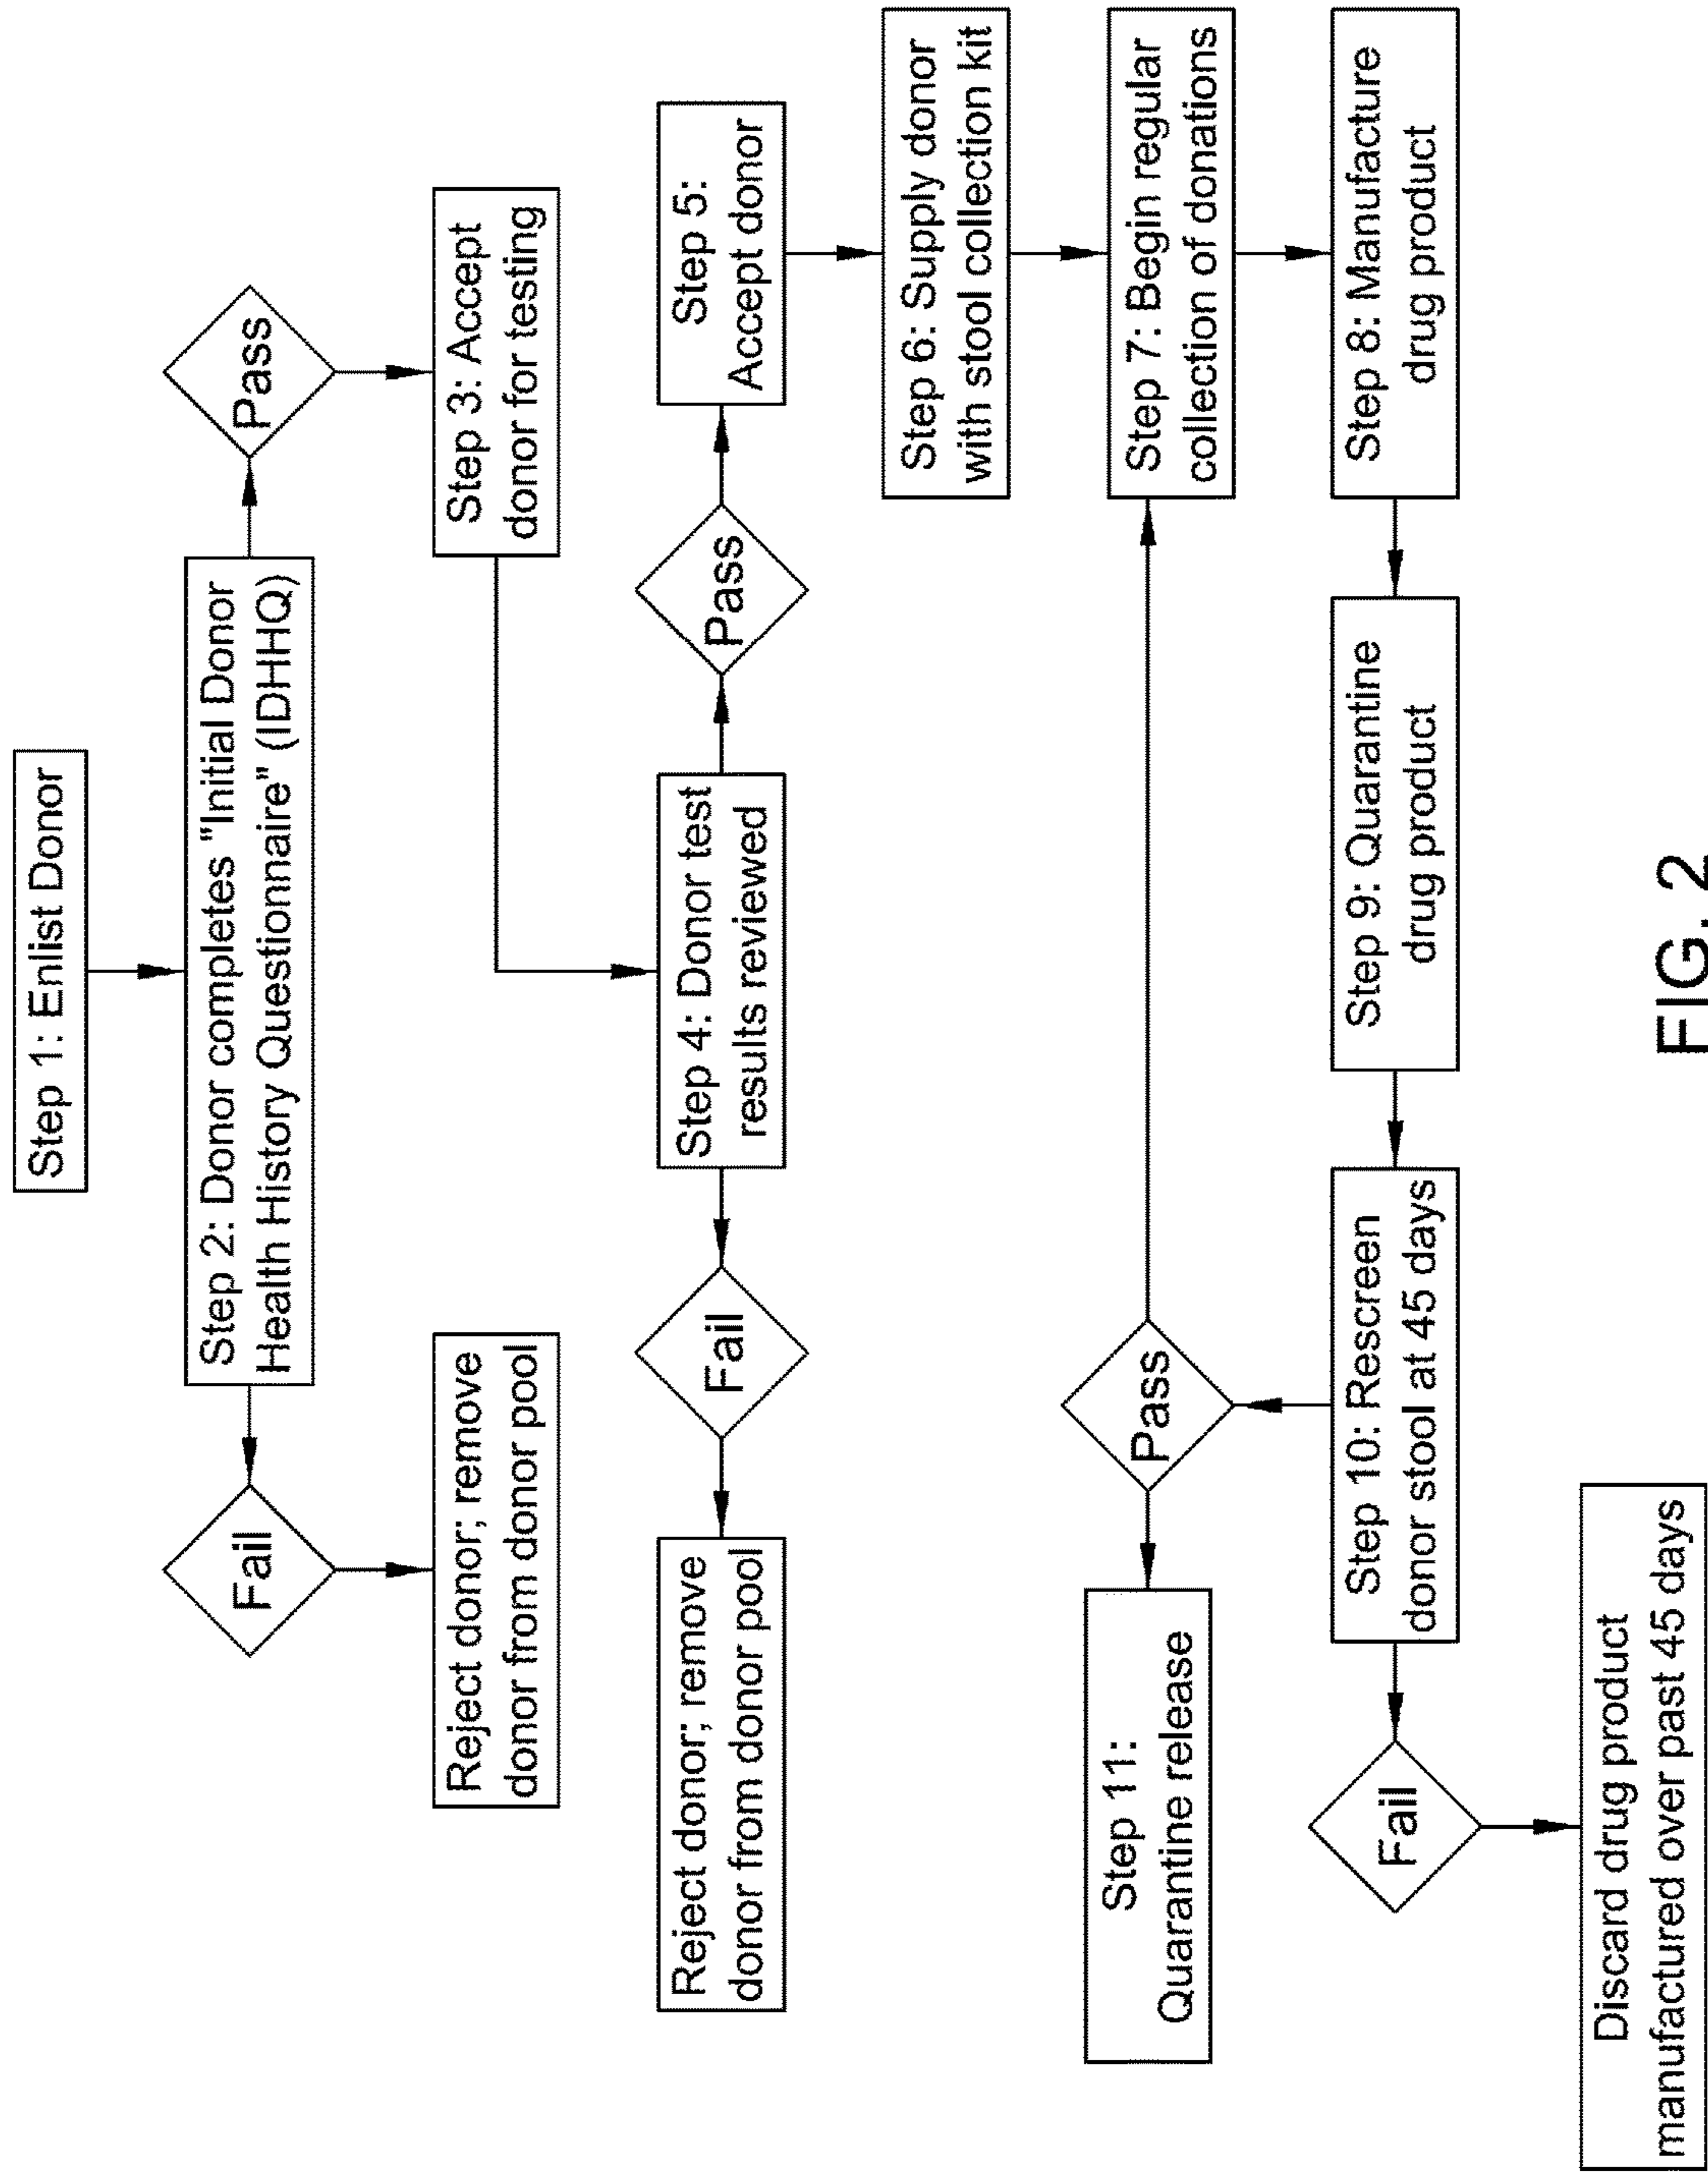 Step 1: Enlist Donor
Step 2: Donor completes "Initial Donor
Health History Questionnaire" (IDHHQ)
Fail
Pass
Reject donor; remove
donor from donor pool
Step 3: Accept
donor for testing
Reject donor; remove
donor from donor pool
Fail
Step 4: Donor test
results reviewed
Pass
Step 5:
Accept donor
Step 6: Supply donor
with stool collection kit
Step 11:
Quarantine release
Pass
Step 7: Begin regular
collection of donations
Fail
Step 10: Rescreen
donor stool at 45 days
Step 9: Quarantine
drug product
Step 8: Manufacture
drug product
Discard drug product
manufactured over past 45 days
FIG. 2